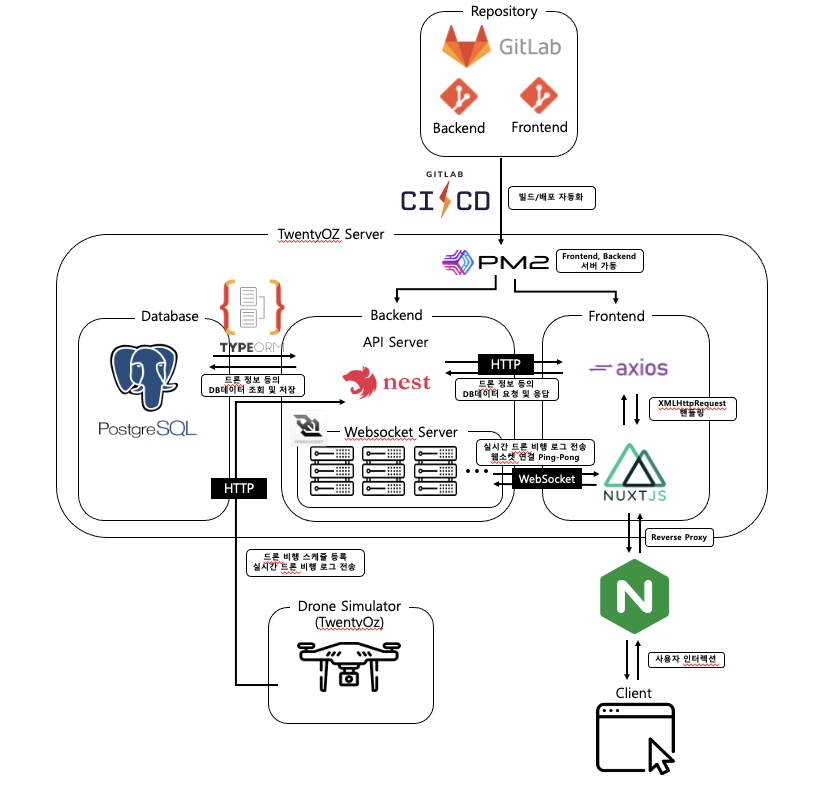 Repository
GitLab
Backend
Frontend
GITLAB
CI CD
빌드/배포 자동화
TwentyOZ Server
PM2
Frontend, Backend
서버 가동
Database
TYPEORM
Backend
Frontend
API Server
nest
HTTP
axios
드론 정보 등의
DB데이터 조회 및 저장
드론 정보 등의
DB데이터 요청 및 응답
XMLHttpRequest
핸들링
PostgreSQL
Websocket Server
실시간 드론 비행 로그 전송
웹소켓 연결 Ping-Pong
WebSocket
HTTP
NUXTJS
Reverse Proxy
드론 비행 스케쥴 등록
실시간 드론 비행 로그 전송
N
Drone Simulator
(TwentyOz)
사용자 인터렉션
Client